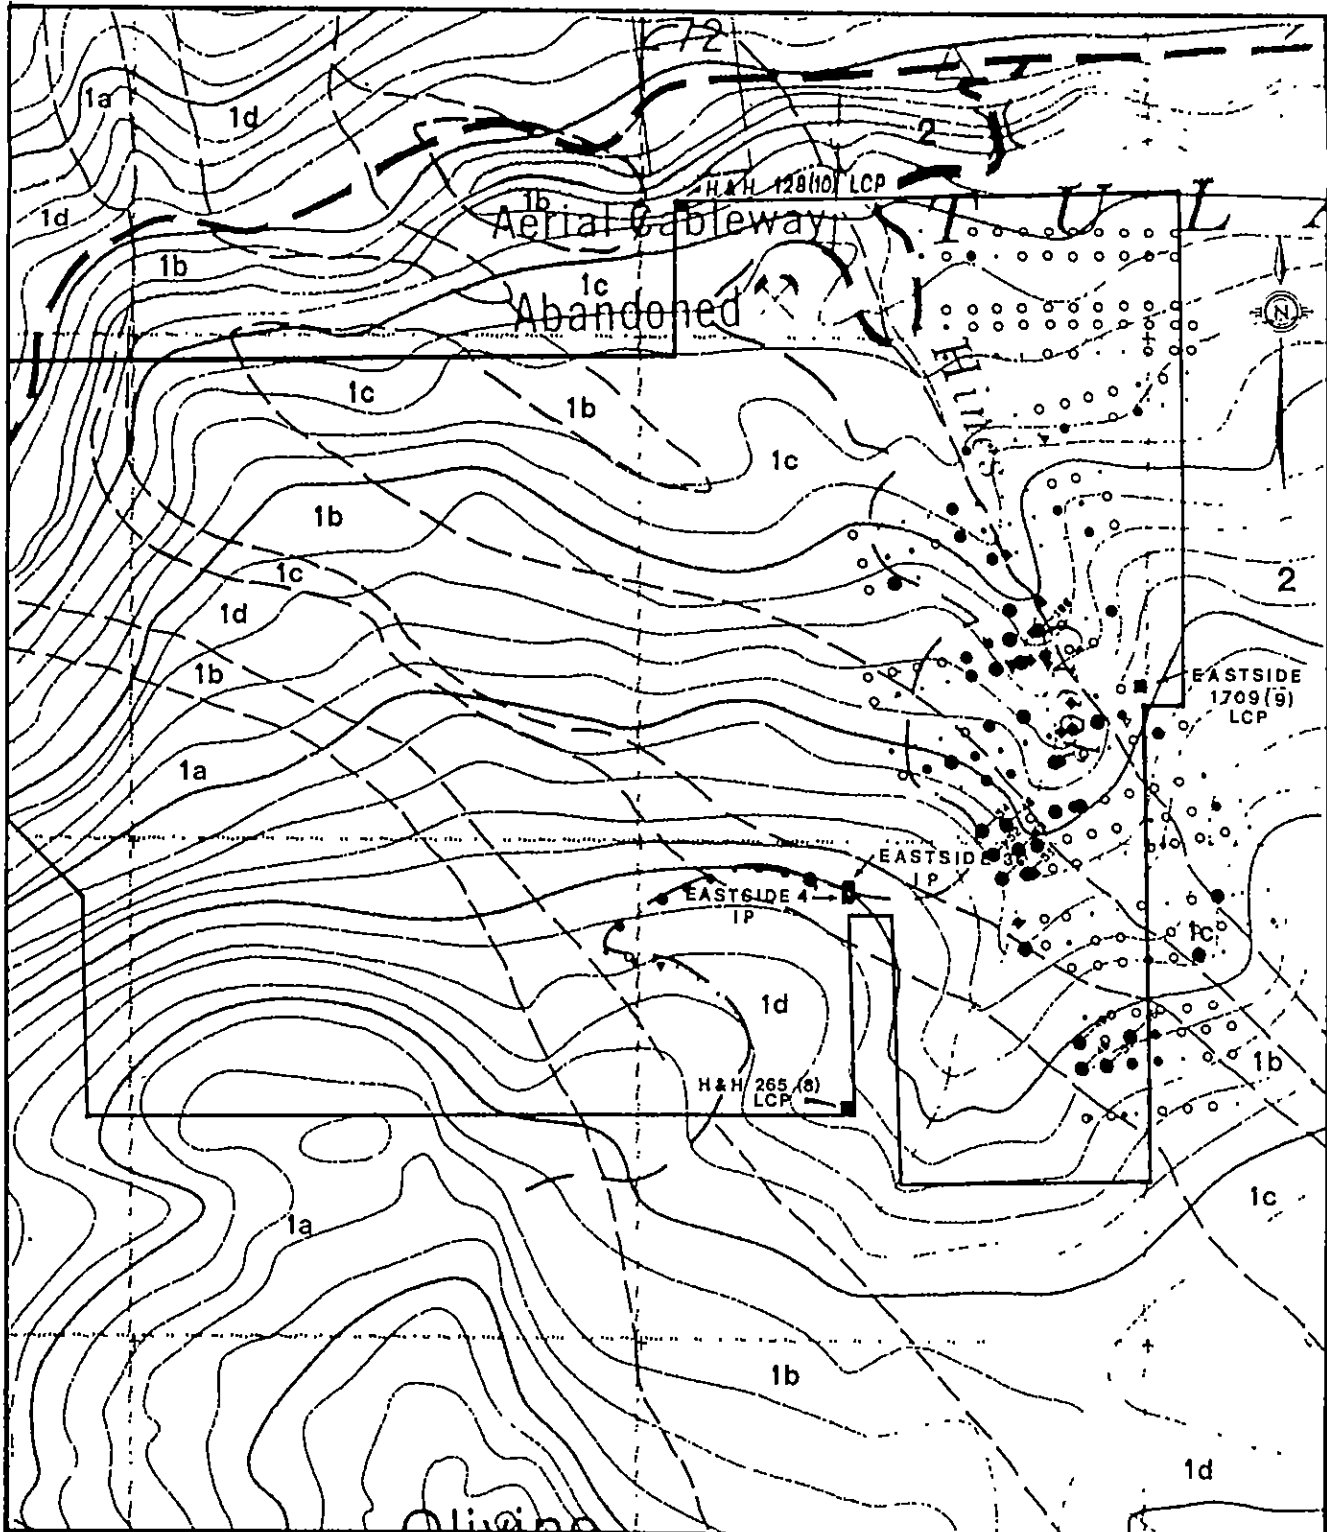 72
1a
1d
2
H & H 128(10) LCP
1d
1b
T U L
Aerial Cableway
1b
1c
Abandoned
N
Hines
1c
1b
1c
1b
2
1c
1d
1b
EASTSIDE
1709(9)
LCP
1a
EASTSIDE 3
IP
EASTSIDE 4
IP
1c
1d
1b
H & H 265 (8)
LCP
1c
1a
1b
1d